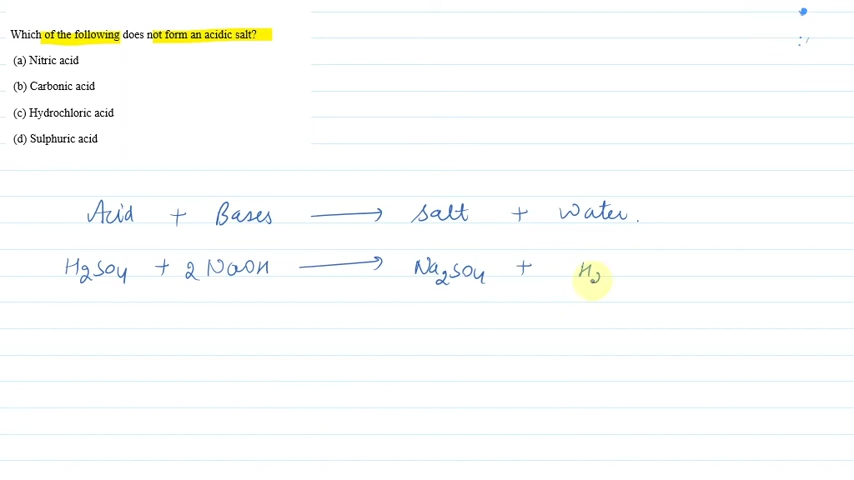 Which of the following does not form an acidic salt?
(a) Nitric acid
(b) Carbonic acid
(c) Hydrochloric acid
(d) Sulphuric acid
Acid + Bases → Salt + Water.
H2SO4 + 2 NaOH → Na2SO4 + H2